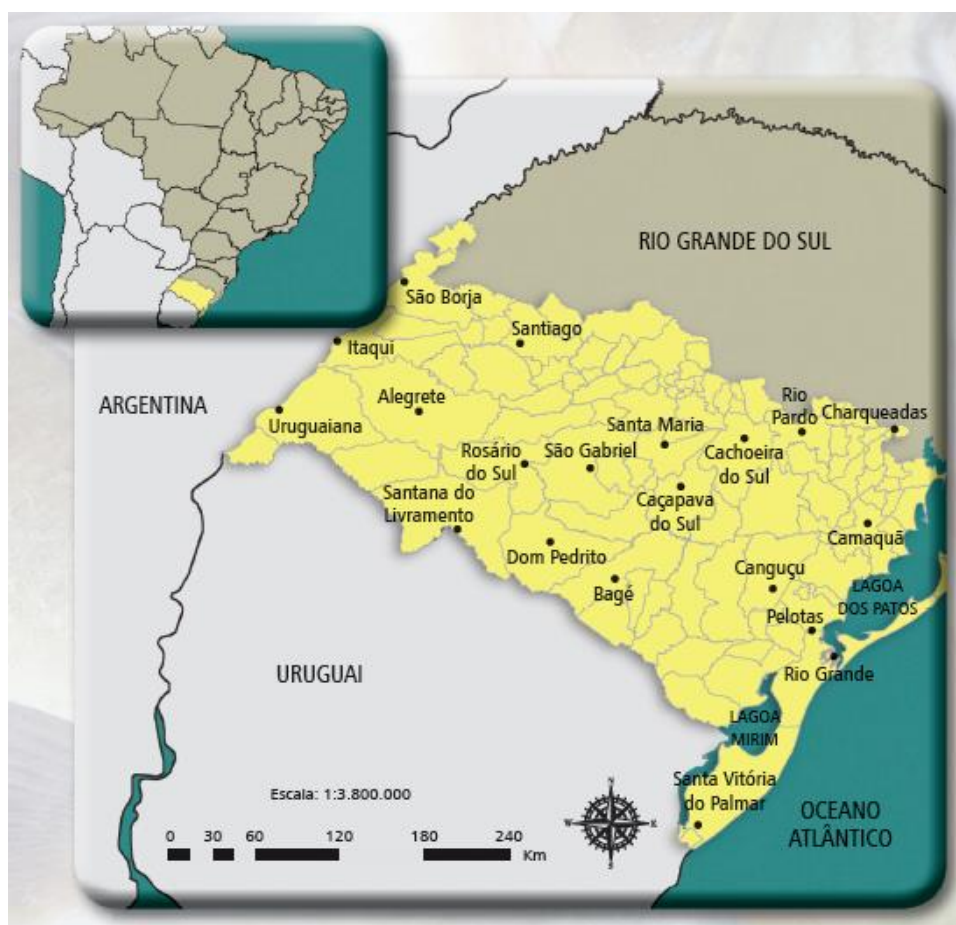 RIO GRANDE DO SUL
São Borja
Santiago
Itaqui
ARGENTINA
Alegrete
Uruguaiana
Rio
Pardo
Charqueadas
Santa Maria
Rosário
do Sul
São Gabriel
Cachoeira
do Sul
Santana do
Livramento
Caçapava
do Sul
Camaquã
Dom Pedrito
Canguçu
Bagé
LAGOA
DOS PATOS
Pelotas
URUGUAI
Rio Grande
LAGOA
MIRIM
Santa Vitória
do Palmar
OCEANO
ATLÂNTICO
Escala: 1:3.800.000
N
W
E
S
0 30 60 120 180 240
Km